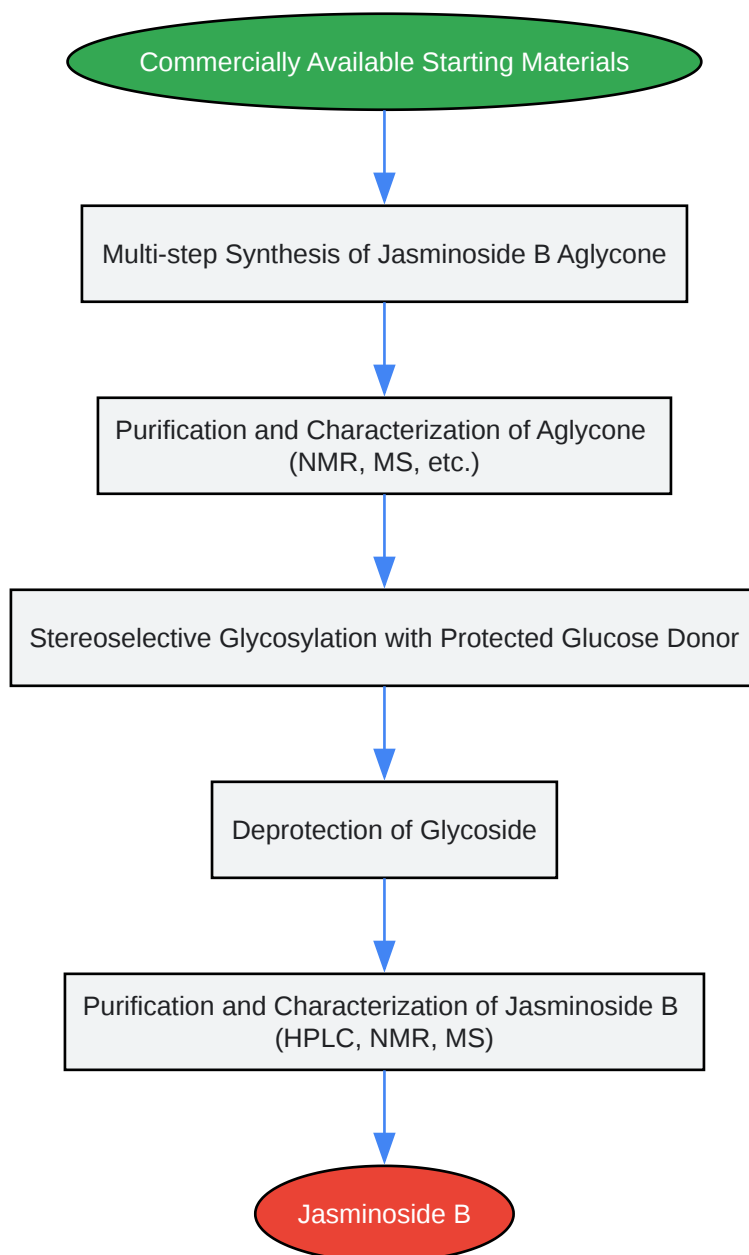 Commercially Available Starting Materials
Multi-step Synthesis of Jasminoside B Aglycone
Purification and Characterization of Aglycone
(NMR, MS, etc.)
Stereoselective Glycosylation with Protected Glucose Donor
Deprotection of Glycoside
Purification and Characterization of Jasminoside B
(HPLC, NMR, MS)
Jasminoside B